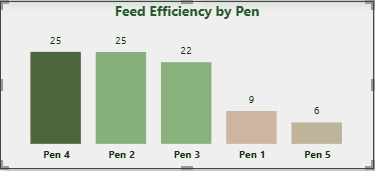 Feed Efficiency by Pen
25 25 22 9 6
Pen 4 Pen 2 Pen 3 Pen 1 Pen 5